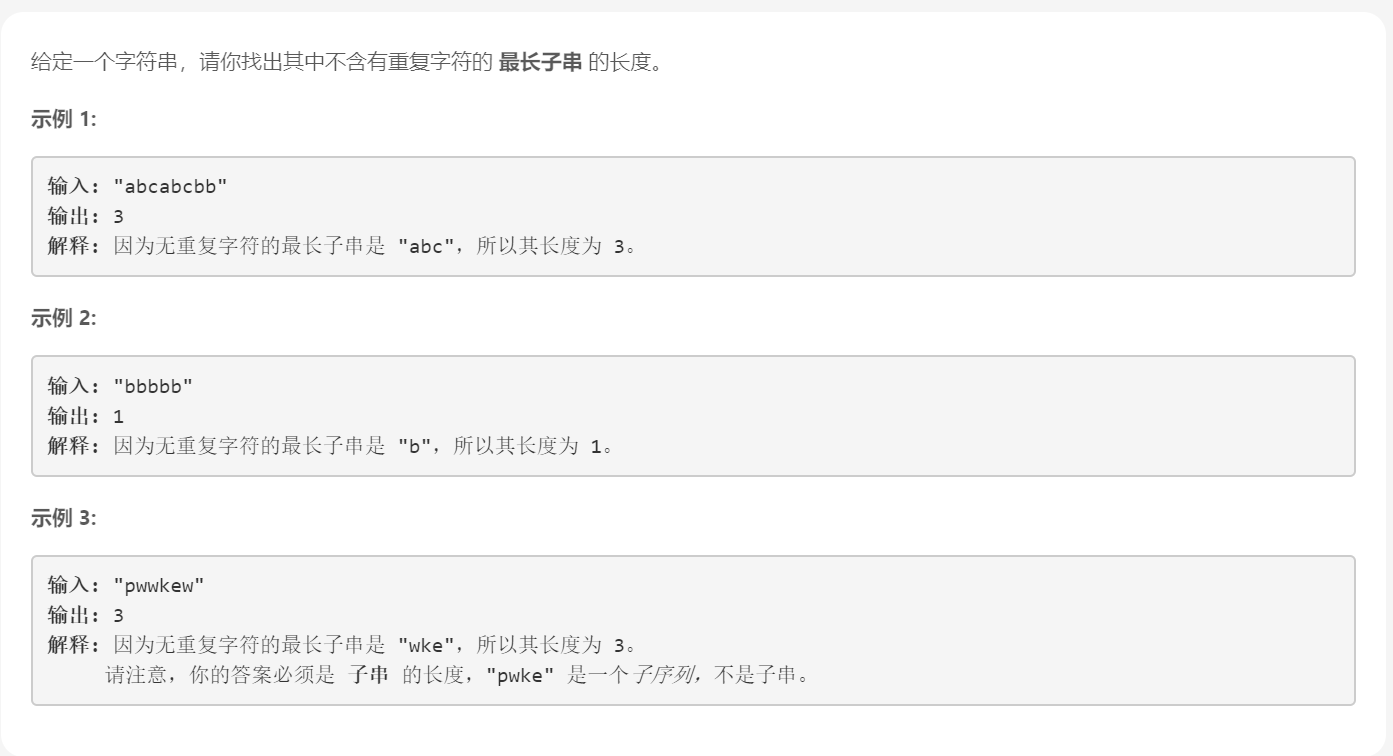 给定一个字符串，请你找出其中不含有重复字符的 最长子串 的长度。
示例 1:
输入: "abcabcbb"
输出: 3
解释: 因为无重复字符的最长子串是 "abc"，所以其长度为 3。
示例 2:
输入: "bbbbb"
输出: 1
解释: 因为无重复字符的最长子串是 "b"，所以其长度为 1。
示例 3:
输入: "pwwkew"
输出: 3
解释: 因为无重复字符的最长子串是 "wke"，所以其长度为 3。
请注意，你的答案必须是 子串 的长度，"pwke" 是一个子序列，不是子串。